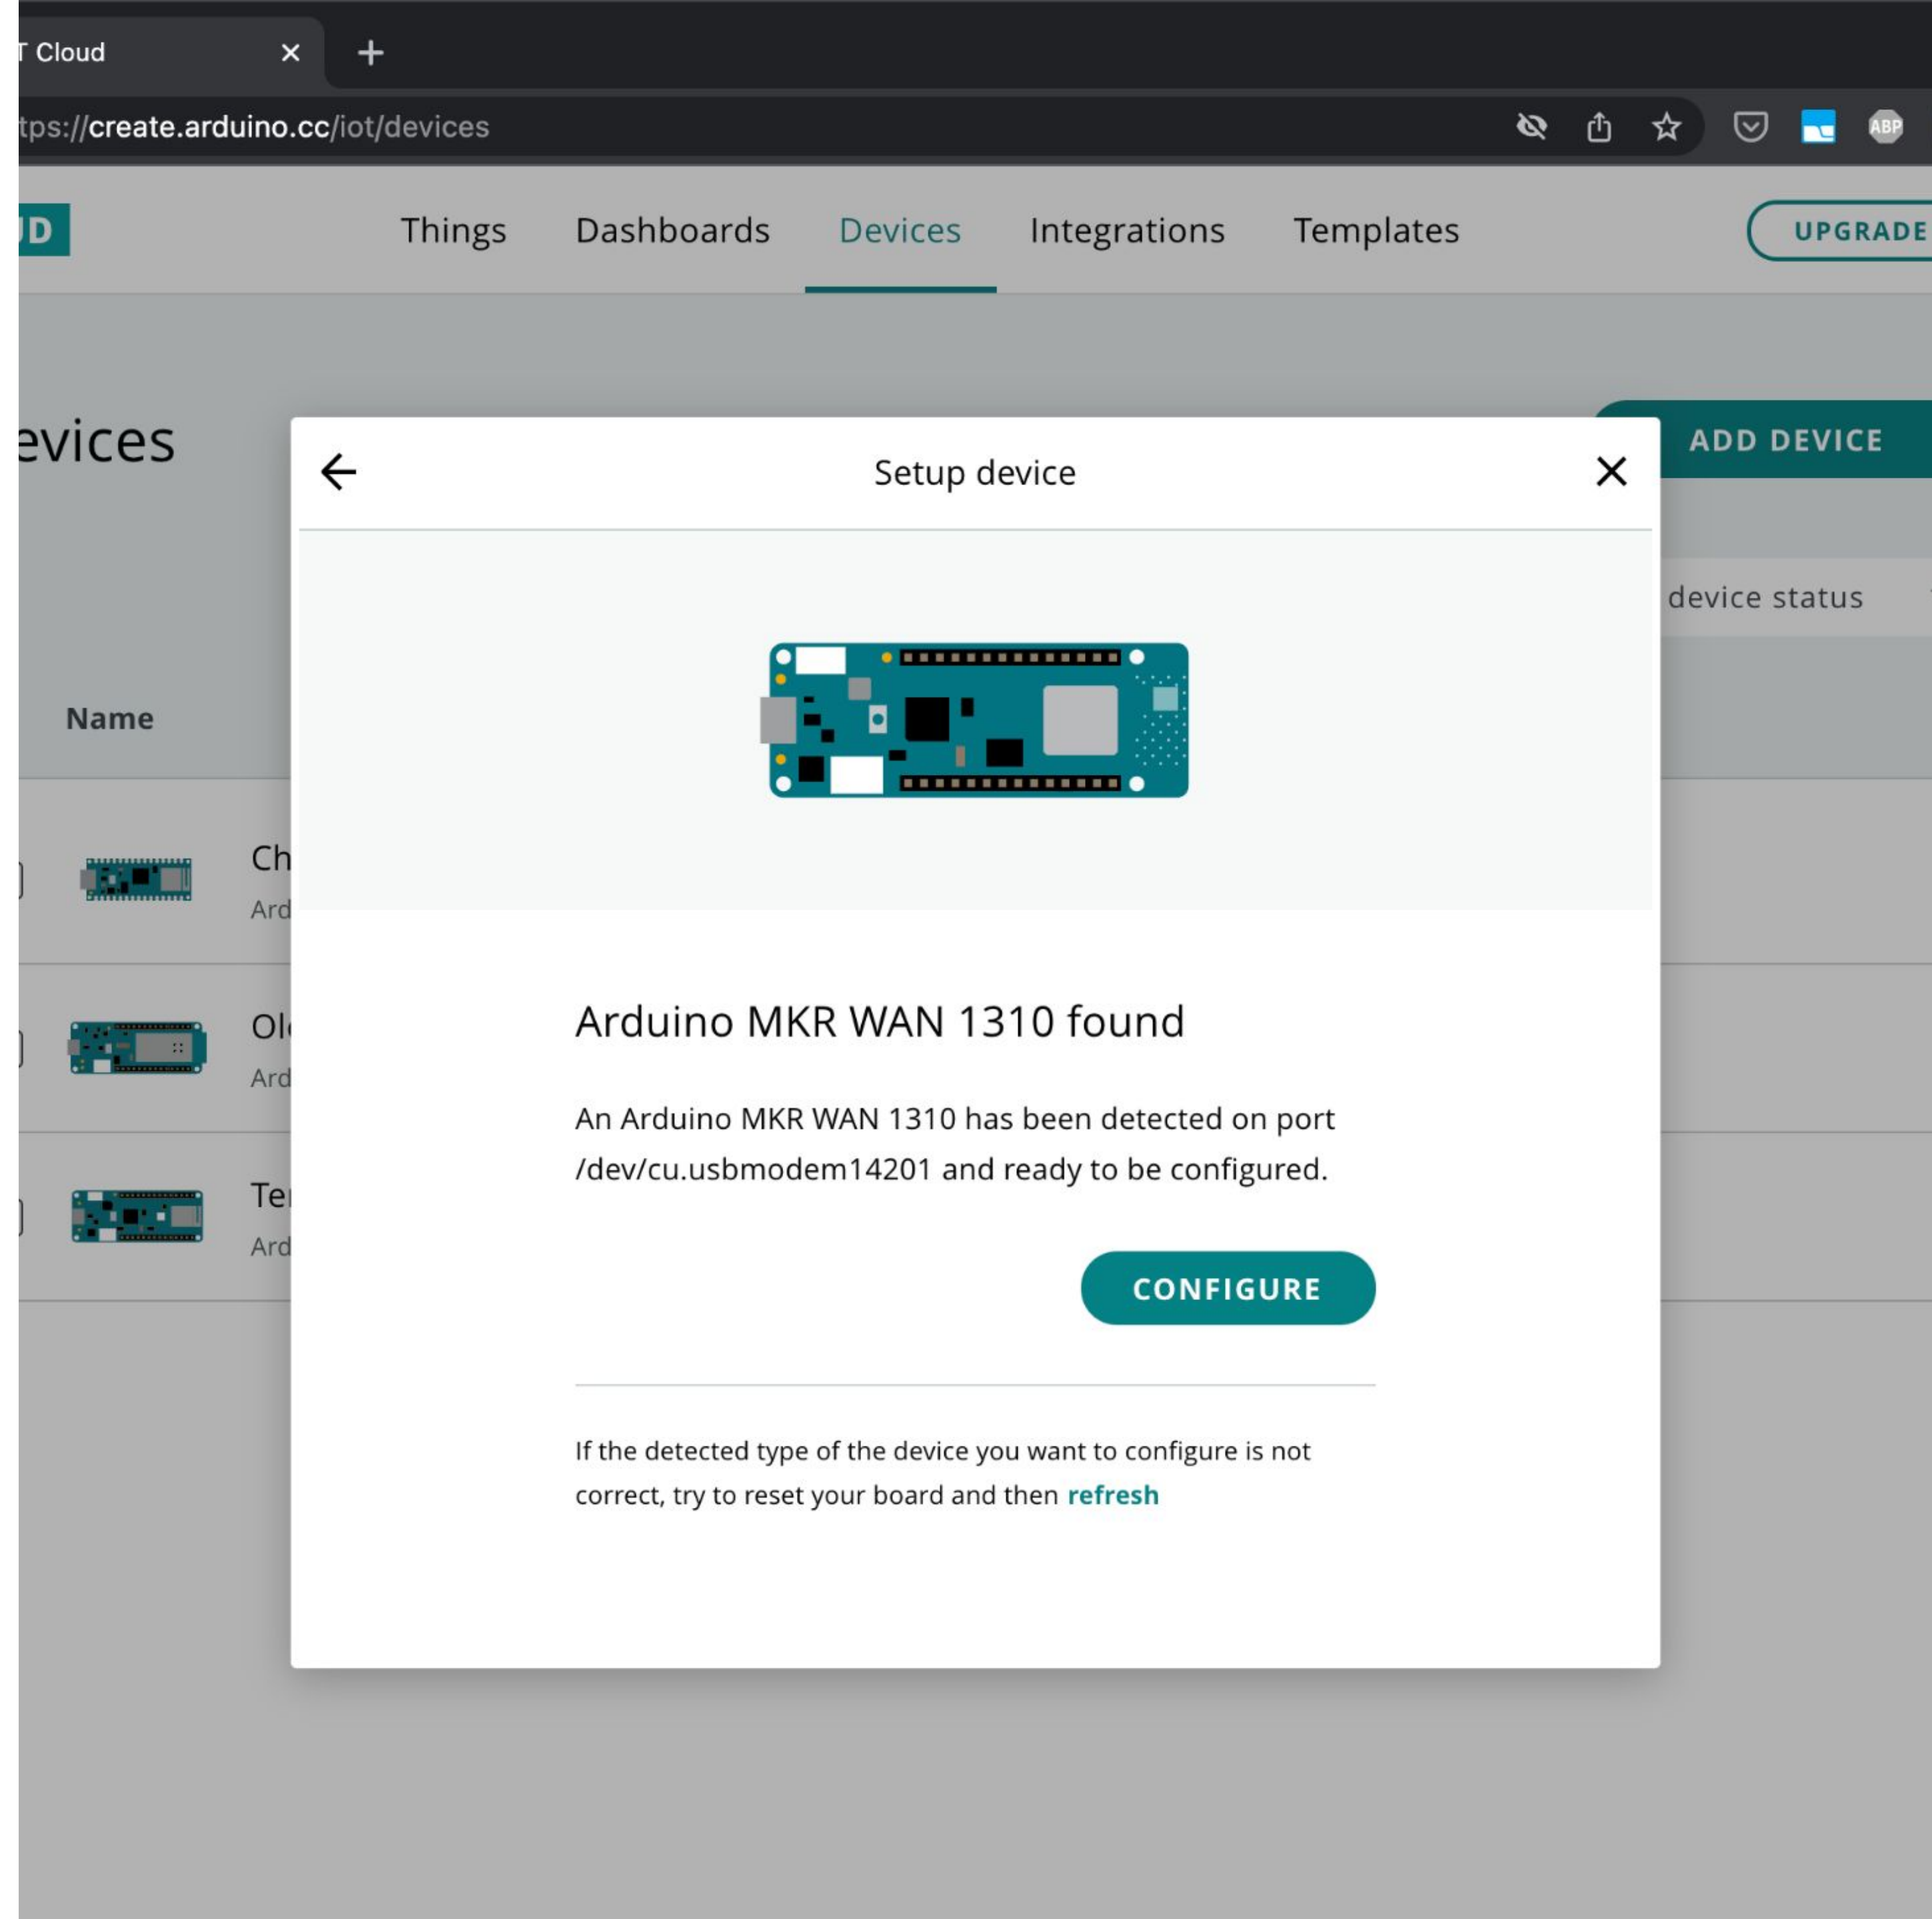 T Cloud
tps://create.arduino.cc/iot/devices
ABP
UD
Things Dashboards Devices Integrations Templates
UPGRADE
evices
ADD DEVICE
Setup device
device status
Name
Ch
Ard
Arduino MKR WAN 1310 found
Ol
Ard
An Arduino MKR WAN 1310 has been detected on port
/dev/cu.usbmodem14201 and ready to be configured.
Te
Ard
CONFIGURE
If the detected type of the device you want to configure is not
correct, try to reset your board and then refresh